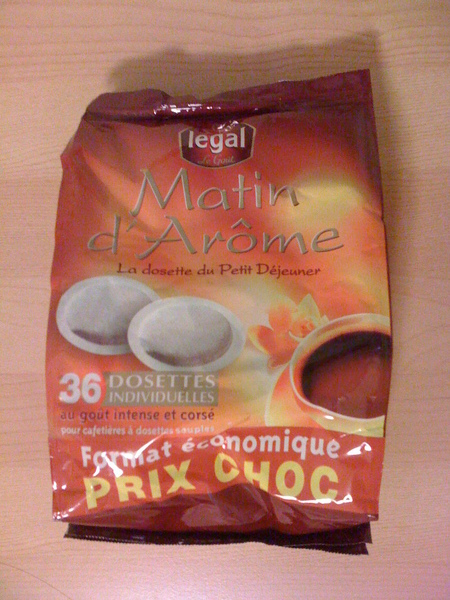 legal
Le Goût
Matin
d'Arôme
La dosette du Petit Déjeuner
36 DOSETTES
INDIVIDUELLES
au goût intense et corsé
pour cafetières à dosettes souples
Format économique
PRIX CHOC